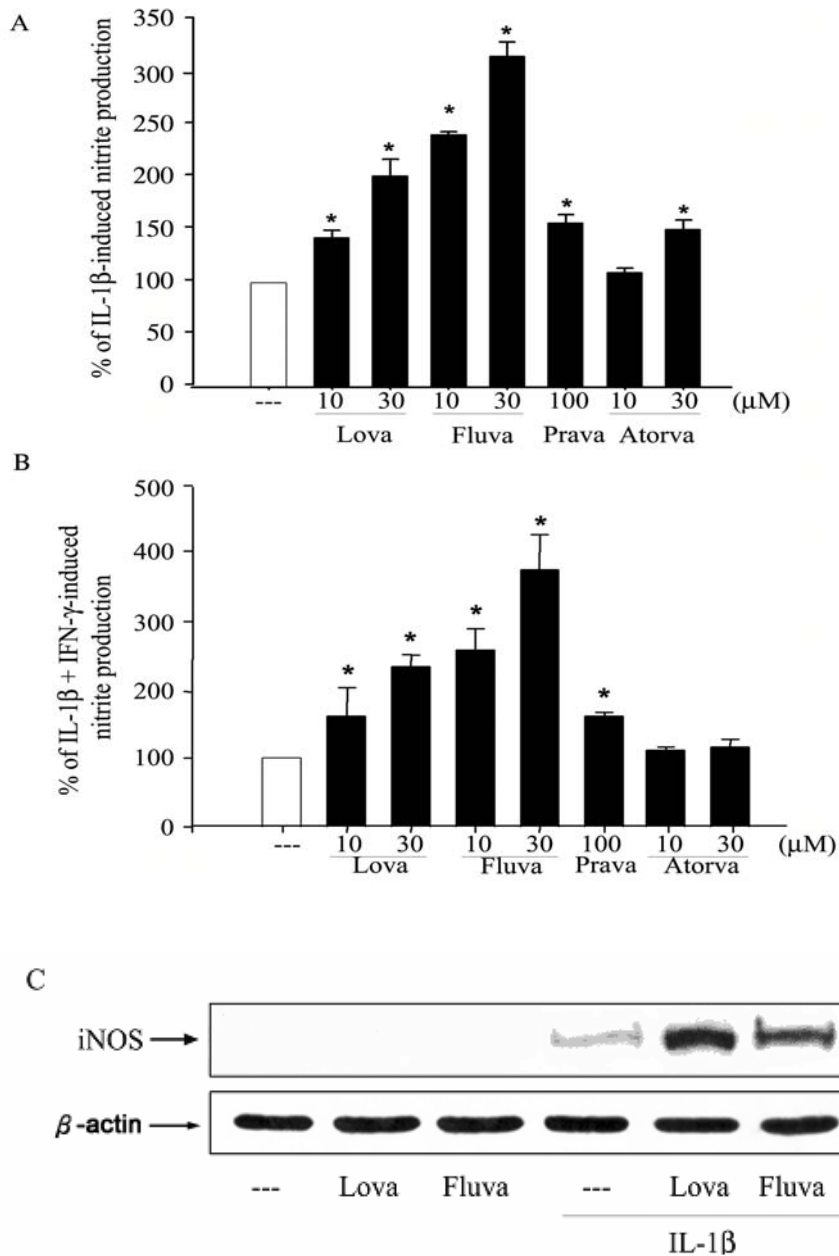 A
% of IL-1β-induced nitrite production
350
300
250
200
150
100
50
0
* * * * * *
--- 10 30 10 30 100 10 30 (µM)
Lova Fluva Prava Atorva
B
% of IL-1β + IFN-γ-induced
nitrite production
500
400
300
200
100
0
* * * * *
--- 10 30 10 30 100 10 30 (µM)
Lova Fluva Prava Atorva
C
iNOS
β-actin
--- Lova Fluva --- Lova Fluva
IL-1β